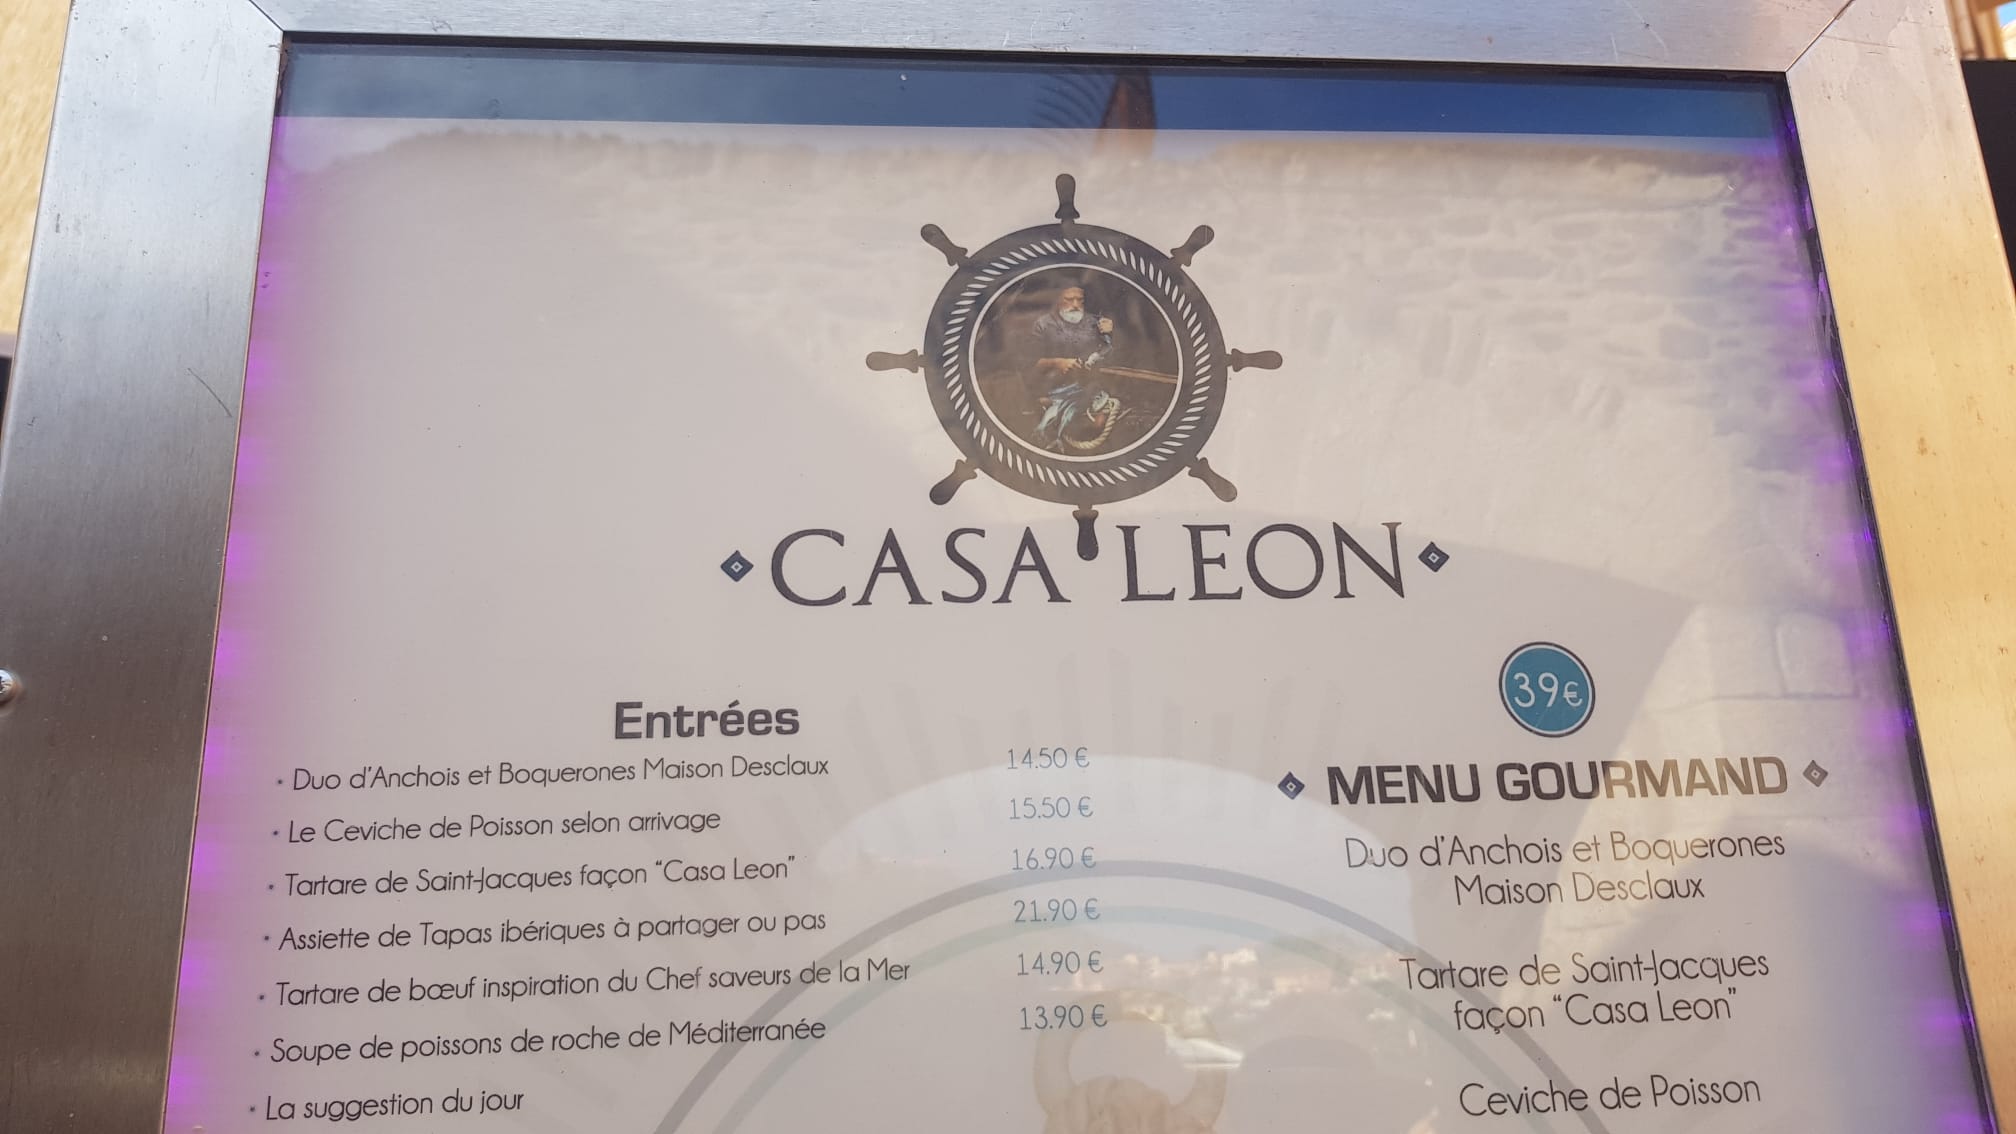 CASA LEON
Entrées
· Duo d'Anchois et Boquerones Maison Desclaux 14.50 €
· Le Ceviche de Poisson selon arrivage 15.50 €
· Tartare de Saint-Jacques façon "Casa Leon" 16.90 €
· Assiette de Tapas ibériques à partager ou pas 21.90 €
· Tartare de bœuf inspiration du Chef saveurs de la Mer 14.90 €
· Soupe de poissons de roche de Méditerranée 13.90 €
· La suggestion du jour
39€
MENU GOURMAND
Duo d'Anchois et Boquerones
Maison Desclaux
Tartare de Saint-Jacques
façon "Casa Leon"
Ceviche de Poisson